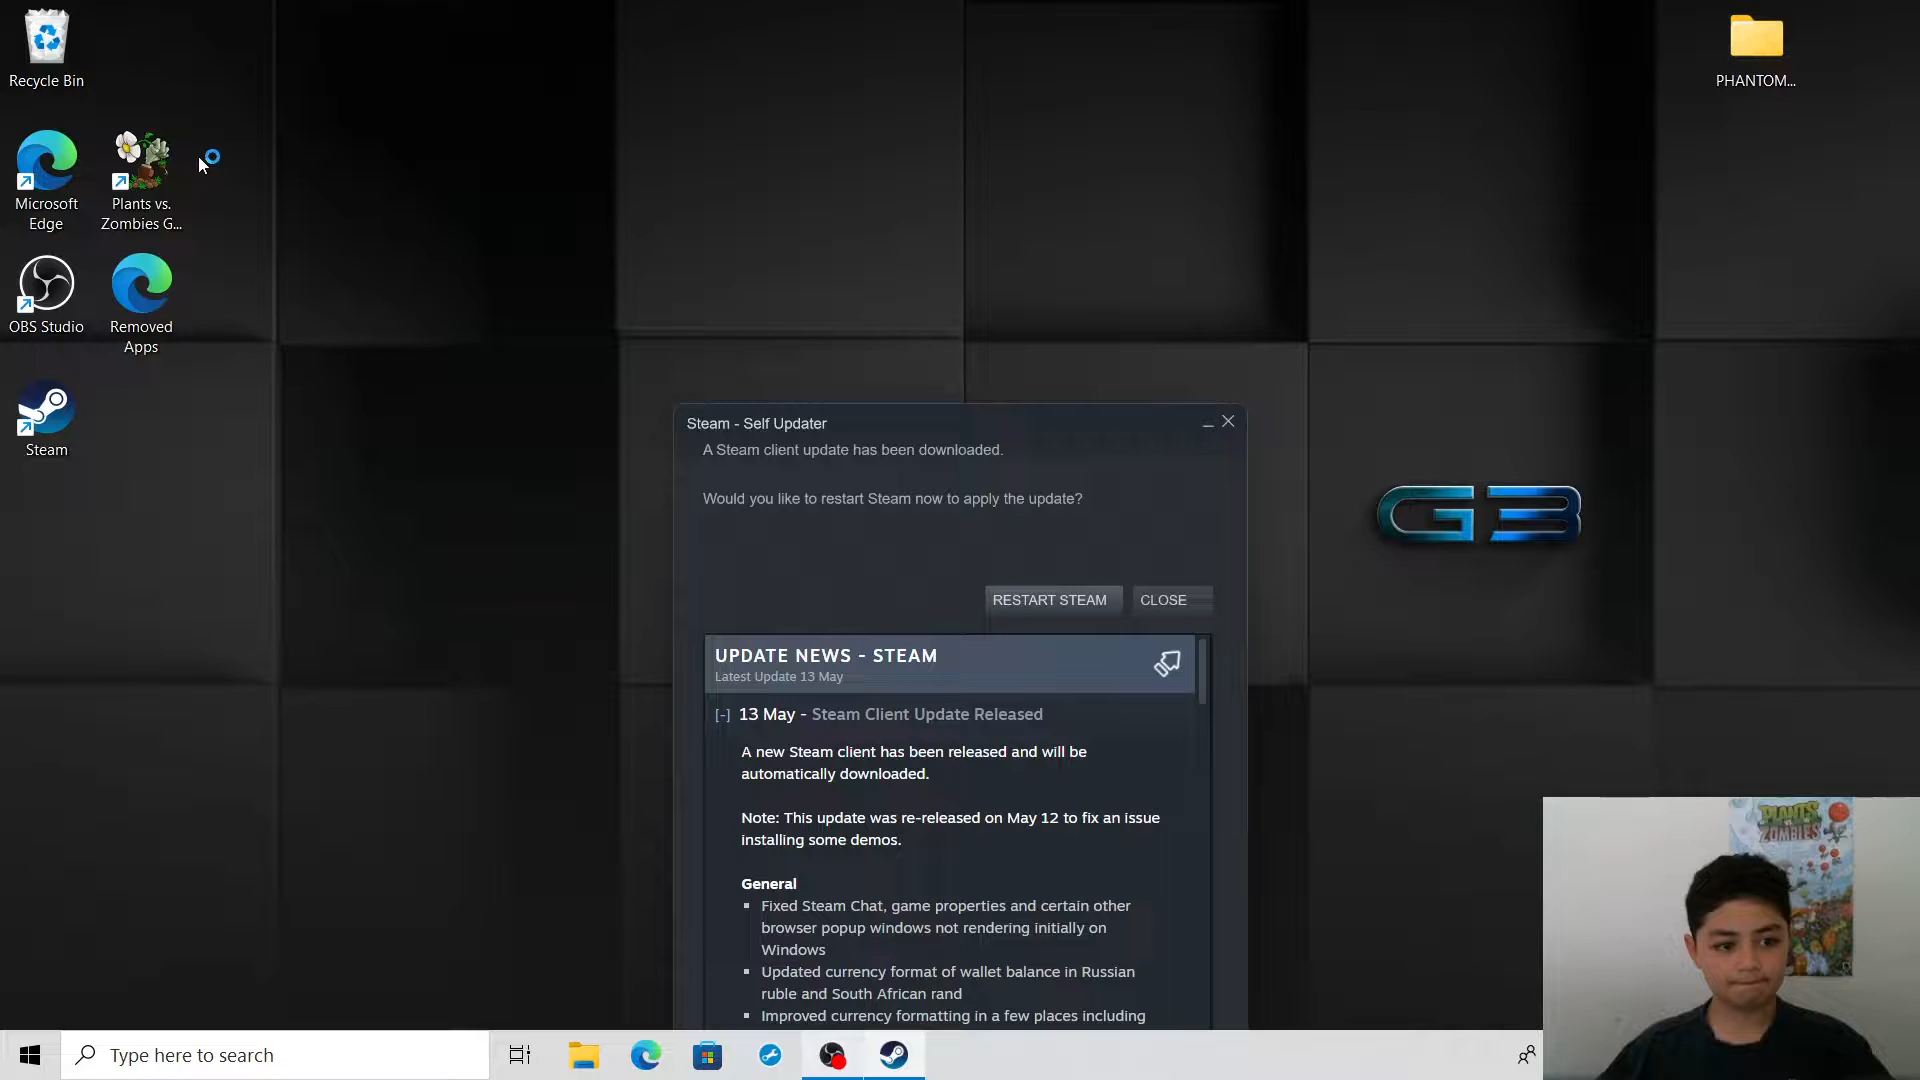 Recycle Bin
PHANTOM...
Microsoft
Edge
Plants vs.
Zombies G...
OBS Studio
Removed
Apps
Steam
Steam - Self Updater
A Steam client update has been downloaded.
Would you like to restart Steam now to apply the update?
RESTART STEAM
CLOSE
G3
UPDATE NEWS - STEAM
Latest Update 13 May
[-] 13 May - Steam Client Update Released
A new Steam client has been released and will be
automatically downloaded.
Note: This update was re-released on May 12 to fix an issue
installing some demos.
General
Fixed Steam Chat, game properties and certain other
browser popup windows not rendering initially on
Windows
Updated currency format of wallet balance in Russian
ruble and South African rand
Improved currency formatting in a few places including
PLANTS
VS
ZOMBIES
Type here to search